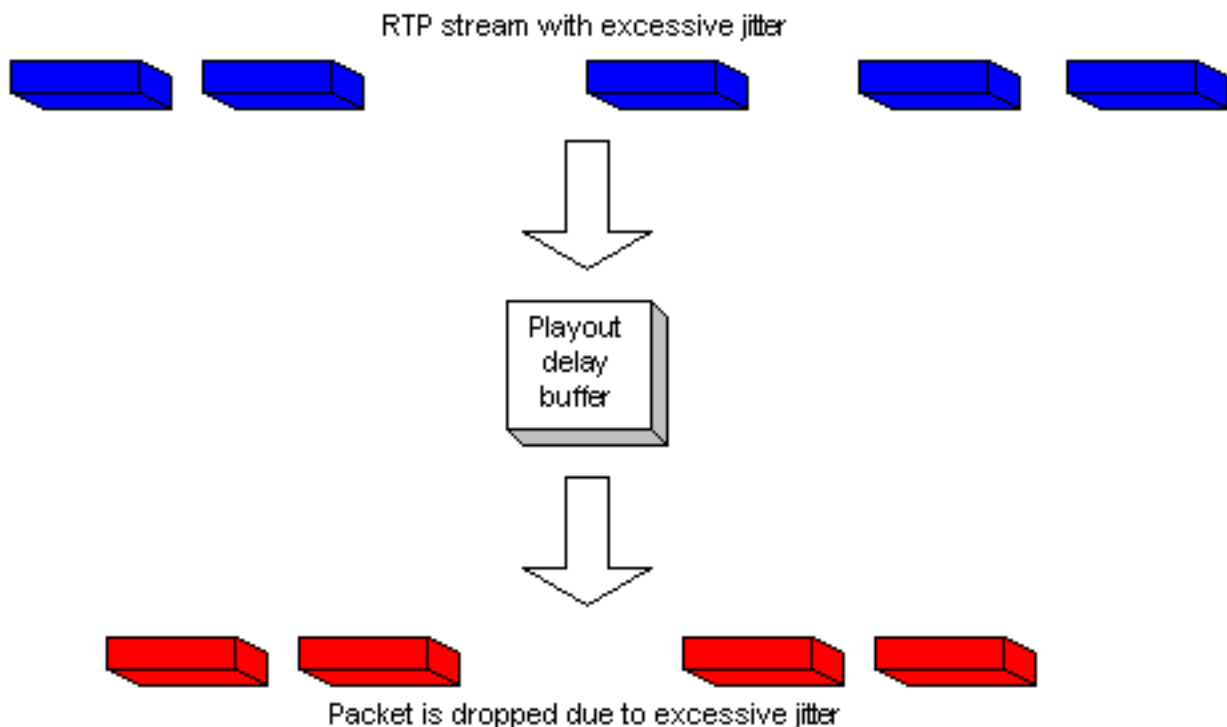 RTP stream with excessive jitter
Playout
delay
buffer
Packet is dropped due to excessive jitter